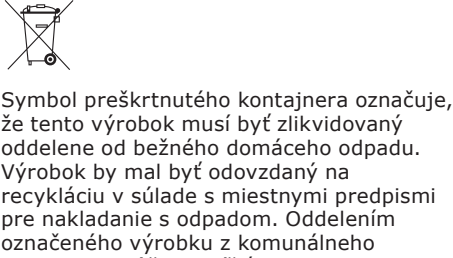 Symbol preškrtnutého kontajnera označuje,
že tento výrobok musí byť zlikvidovaný
oddelene od bežného domáceho odpadu.
Výrobok by mal byť odovzdaný na
recykláciu v súlade s miestnymi predpismi
pre nakladanie s odpadom. Oddelením
označeného výrobku z komunálneho